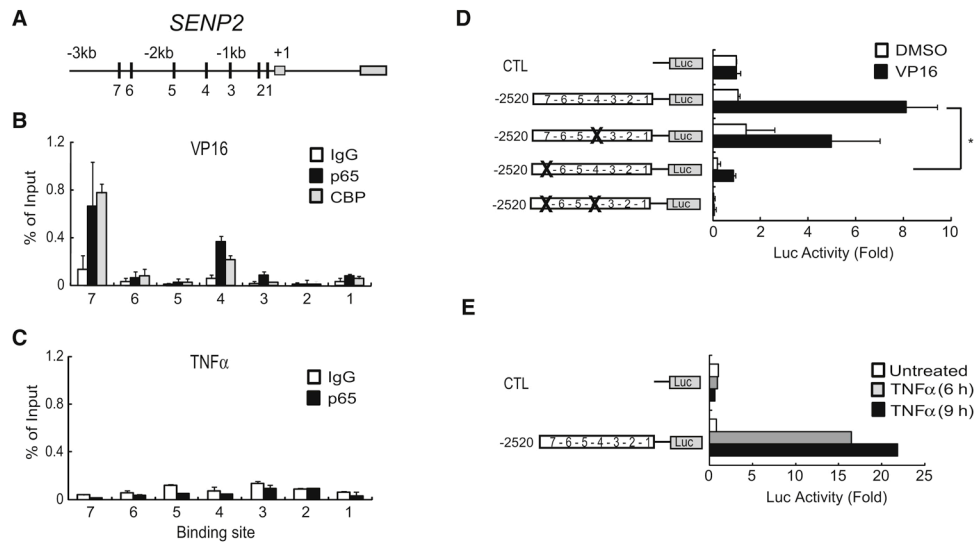 A
SENP2
-3kb -2kb -1kb +1
7 6 5 4 3 21
B
VP16
IgG
p65
CBP
% of Input
1.2
0.8
0.4
0
7 6 5 4 3 2 1
C
TNFα
IgG
p65
% of Input
1.2
0.4
0
7 6 5 4 3 2 1
Binding site
D
DMSO
VP16
CTL
Luc
-2520 7-6-5-4-3-2-1 Luc
-2520 7-6-5-X-3-2-1 Luc
-2520 X-6-5-4-3-2-1 Luc
-2520 X-6-5-X-3-2-1 Luc
*
0 2 4 6 8 10
Luc Activity (Fold)
E
Untreated
TNFα (6 h)
TNFα (9 h)
CTL
Luc
-2520 7-6-5-4-3-2-1 Luc
0 5 10 15 20 25
Luc Activity (Fold)